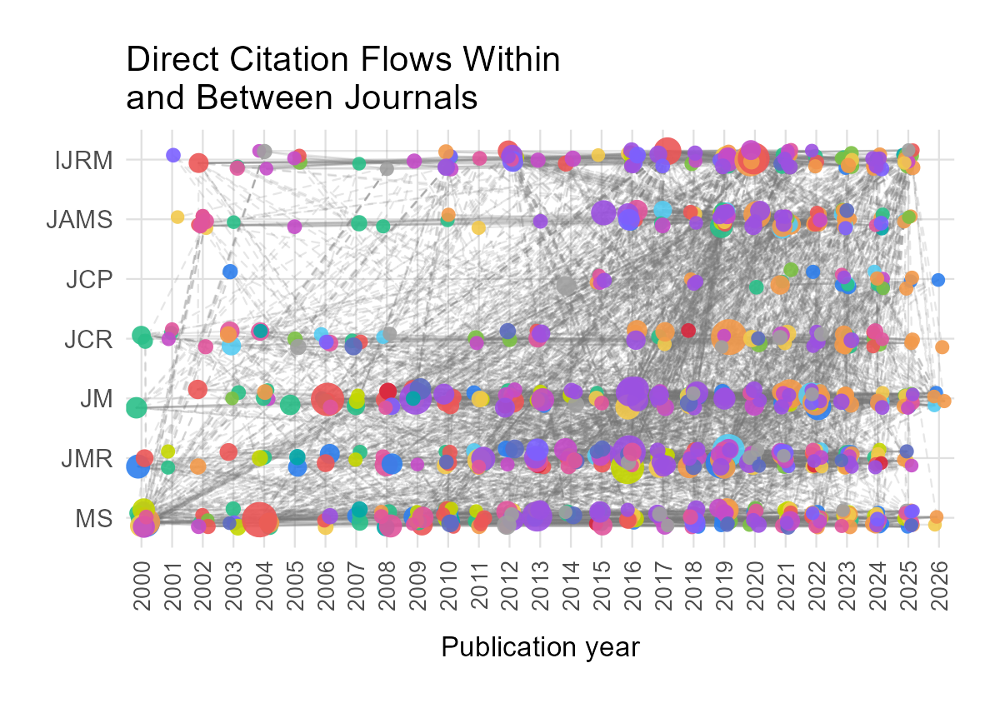 Direct Citation Flows Within
and Between Journals
IJRM
JAMS
JCP
JCR
JM
JMR
MS
2000
2001
2002
2003
2004
2005
2006
2007
2008
2009
2010
2011
2012
2013
2014
2015
2016
2017
2018
2019
2020
2021
2022
2023
2024
2025
2026
Publication year